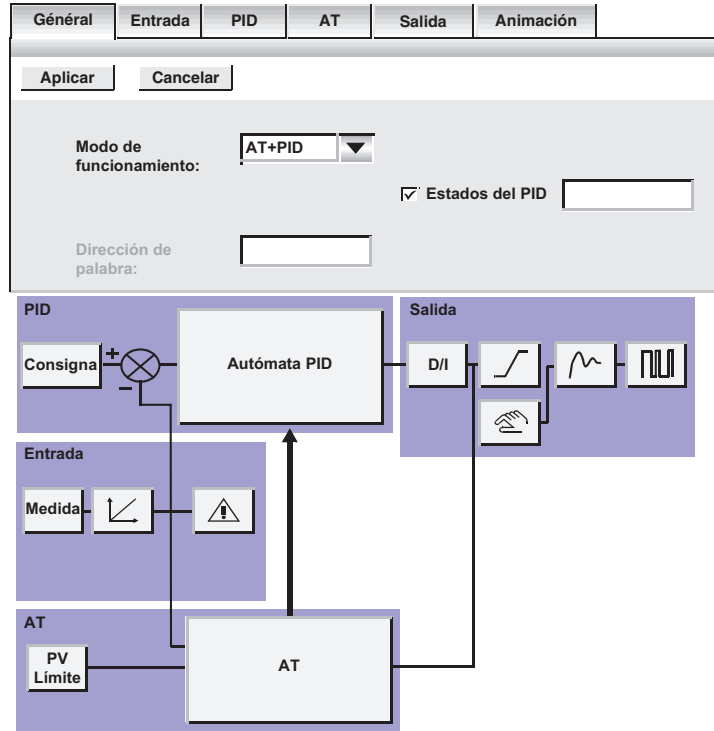 Général Entrada PID AT Salida Animación
Aplicar Cancelar
Modo de
funcionamiento:
AT+PID
Estados del PID
Dirección de
palabra:
PID
Salida
Consigna
+
−
Autómata PID
D/I
Entrada
Medida
AT
PV
Límite
AT